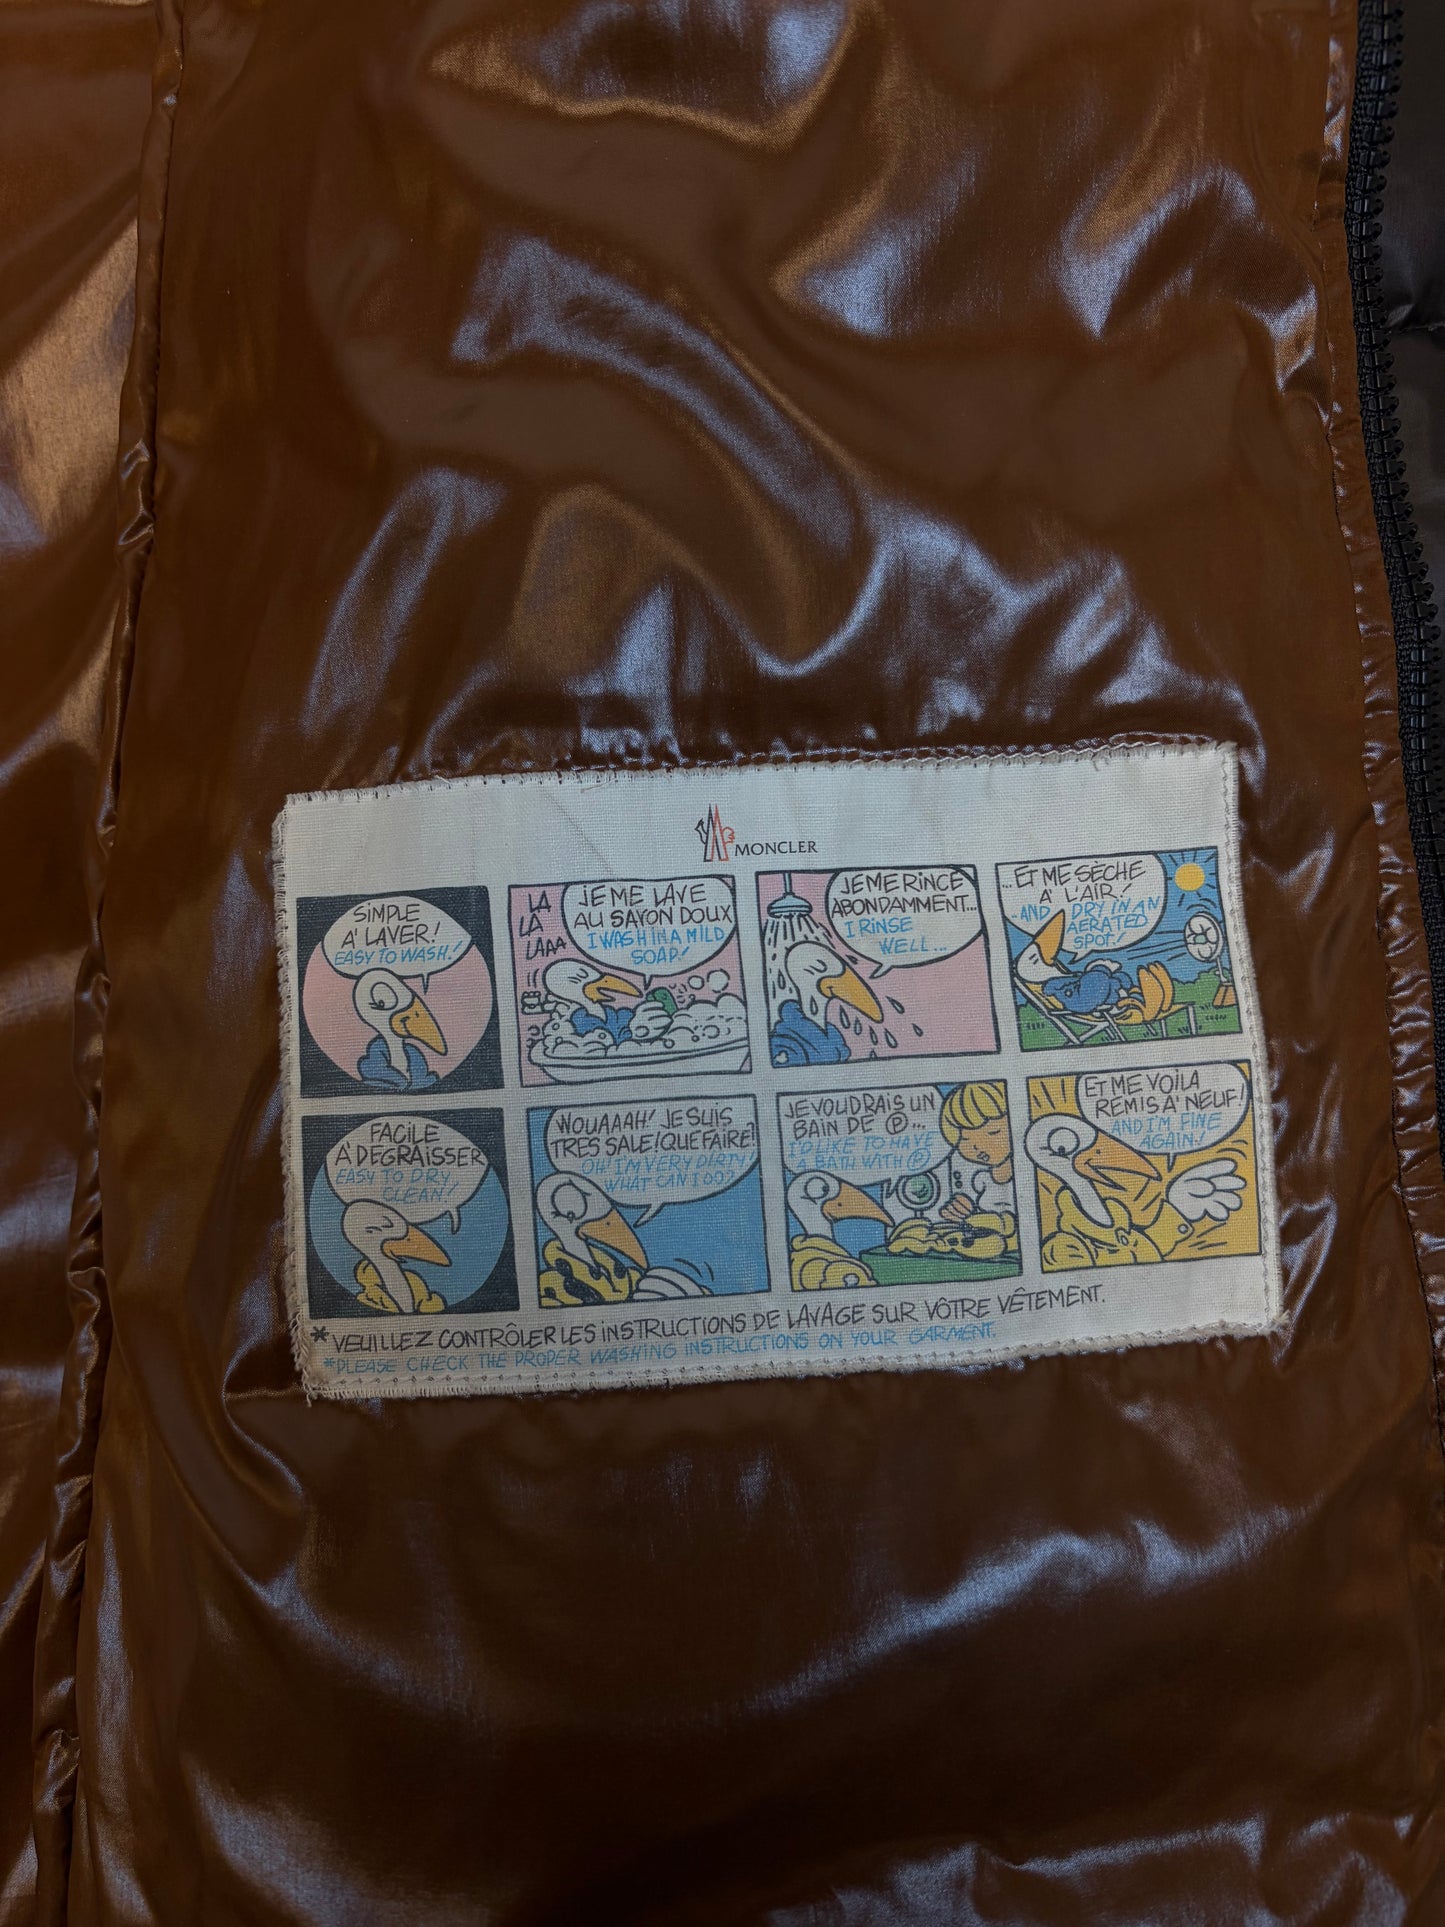 MONCLER
SIMPLE
A' LAVER!
EASY TO WASH!
LA
LA
LAAA
JE ME LAVE
AU SAVON DOUX
I WASH IN A MILD
SOAP!
JE ME RINCE
ABONDAMMENT...
I RINSE
WELL...
...ET ME SÈCHE
A' L'AIR!
-AND DRY IN AN
AERATED
SPOT!
FACILE
A DEGRAISSER
EASY TO DRY
CLEAN!
WOUAAAH! JE SUIS
TRES SALE! QUE FAIRE?
OH! I'M VERY DIRTY!
WHAT CAN I DO?
JE VOUDRAIS UN
BAIN DE Ⓟ...
I'D LIKE TO HAVE
A BATH WITH Ⓟ
ET ME VOILA
REMIS A' NEUF!
AND I'M FINE
AGAIN!
*VEUILLEZ CONTRÔLER LES INSTRUCTIONS DE LAVAGE SUR VÔTRE VÊTEMENT.
*PLEASE CHECK THE PROPER WASHING INSTRUCTIONS ON YOUR GARMENT.